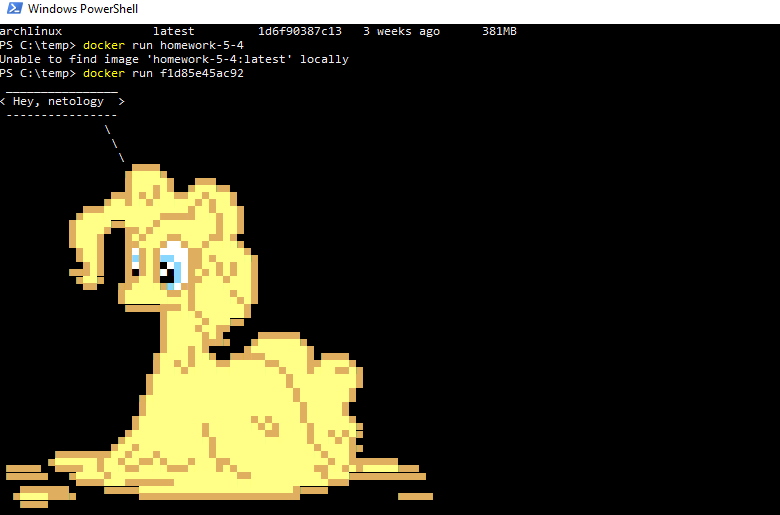 Windows PowerShell
archlinux latest 1d6f90387c13 3 weeks ago 381MB
PS C:\temp> docker run homework-5-4
Unable to find image 'homework-5-4:latest' locally
PS C:\temp> docker run f1d85e45ac92
< Hey, netology >